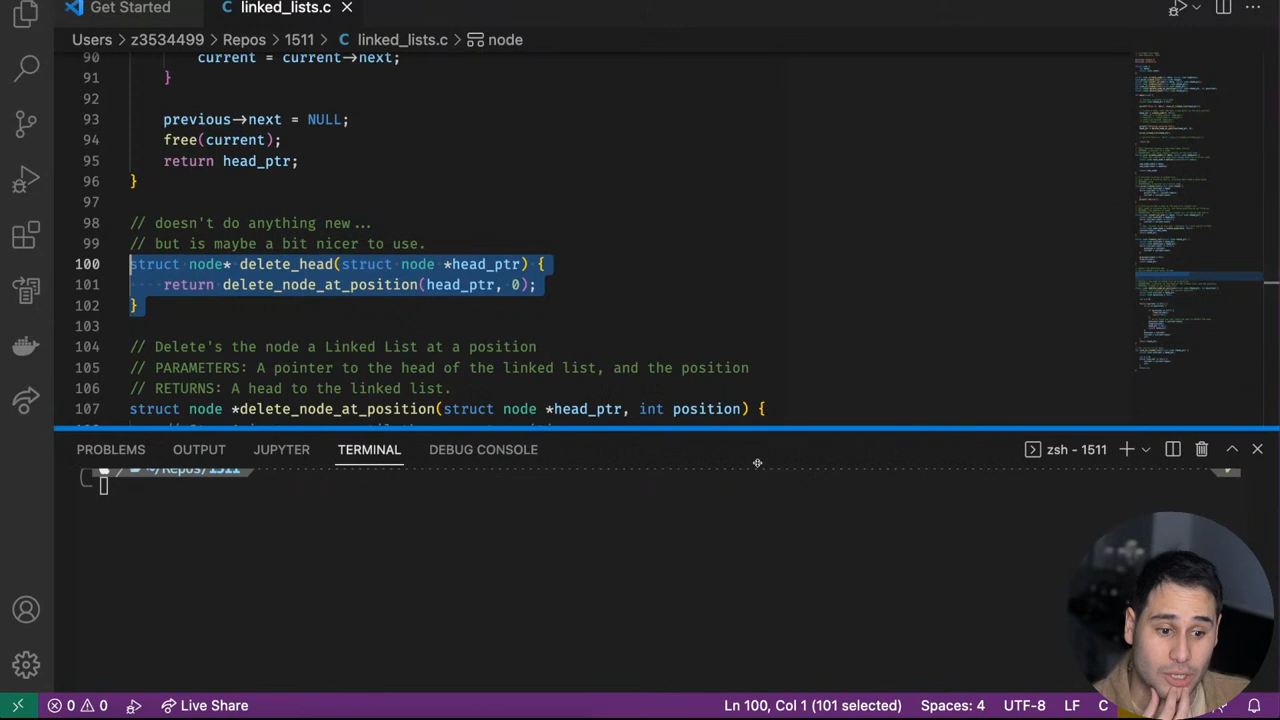 Get Started
linked_lists.c
Users > z3534499 > Repos > 1511 > C linked_lists.c > node
90 current = current->next;
91 }
92
93 previous->next = NULL;
94 free(current);
95 return head_ptr;
96 }
97
98 // doesn't do anything new...
99 // but is maybe a bit nicer to use.
100 struct node* delete_head(struct node *head_ptr) {
101 return delete_node_at_position(head_ptr, 0);
102 }
103
104 // Delete's the node a Linked List at a position
105 // PARAMETERS: A pointer to the head of the linked list, and the position
106 // RETURNS: A head to the linked list.
107 struct node *delete_node_at_position(struct node *head_ptr, int position) {
PROBLEMS OUTPUT JUPYTER TERMINAL DEBUG CONSOLE
zsh - 1511
~/Repos/1511
0 0 Live Share
Ln 100, Col 1 (101 selected) Spaces: 4 UTF-8 LF C